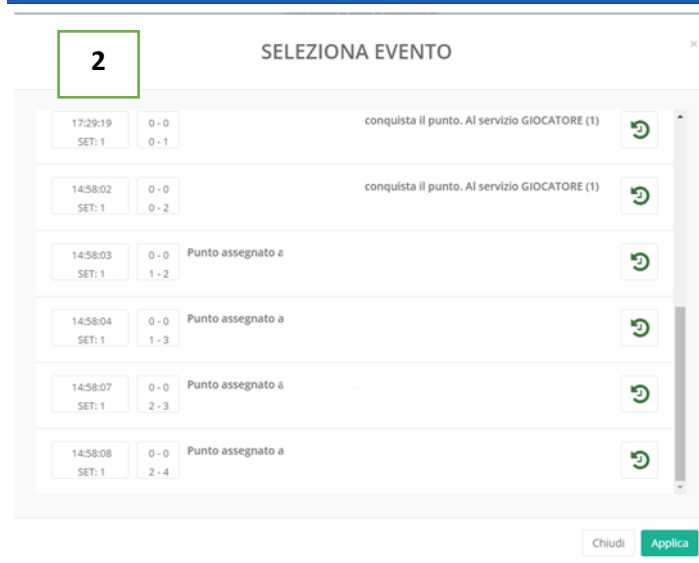 2
SELEZIONA EVENTO
×
17:29:19
SET: 1
0 - 0
0 - 1
conquista il punto. Al servizio GIOCATORE (1)
14:58:02
SET: 1
0 - 0
0 - 2
conquista il punto. Al servizio GIOCATORE (1)
14:58:03
SET: 1
0 - 0
1 - 2
Punto assegnato a
14:58:04
SET: 1
0 - 0
1 - 3
Punto assegnato a
14:58:07
SET: 1
0 - 0
2 - 3
Punto assegnato a
14:58:08
SET: 1
0 - 0
2 - 4
Punto assegnato a
Chiudi
Applica